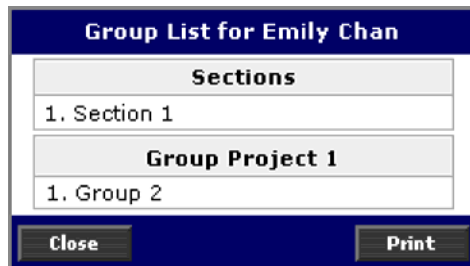 Group List for Emily Chan
Sections
1. Section 1
Group Project 1
1. Group 2
Close
Print